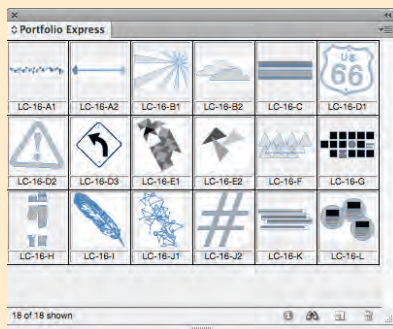 Portfolio Express
LC-16-A1 LC-16-A2 LC-16-B1 LC-16-B2 LC-16-C LC-16-D1
US
66
LC-16-D2 LC-16-D3 LC-16-E1 LC-16-E2 LC-16-F LC-16-G
LC-16-H LC-16-I LC-16-J1 LC-16-J2 LC-16-K LC-16-L
18 of 18 shown